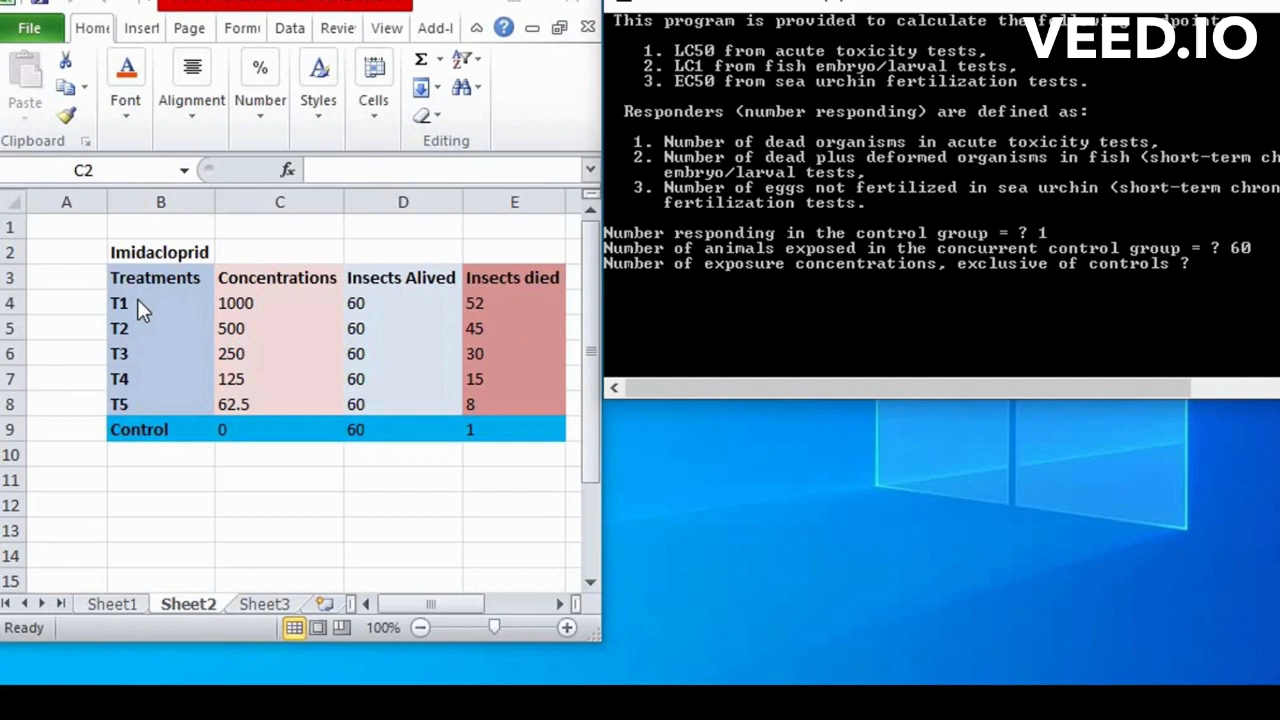 File Home Insert Page Form Data Revie View Add-I
Paste
Font
Alignment
Number
Styles
Cells
Clipboard
Editing
C2
fx
A B C D E
1
2 Imidacloprid
3 Treatments Concentrations Insects Alived Insects died
4 T1 1000 60 52
5 T2 500 60 45
6 T3 250 60 30
7 T4 125 60 15
8 T5 62.5 60 8
9 Control 0 60 1
10
11
12
13
14
15
Sheet1 Sheet2 Sheet3
Ready 100%
This program is provided to calculate the following endpoint
VEED.IO
1. LC50 from acute toxicity tests,
2. LC1 from fish embryo/larval tests,
3. EC50 from sea urchin fertilization tests.
Responders (number responding) are defined as:
1. Number of dead organisms in acute toxicity tests,
2. Number of dead plus deformed organisms in fish (short-term ch
embryo/larval tests,
3. Number of eggs not fertilized in sea urchin (short-term chron
fertilization tests.
Number responding in the control group = ? 1
Number of animals exposed in the concurrent control group = ? 60
Number of exposure concentrations, exclusive of controls ?